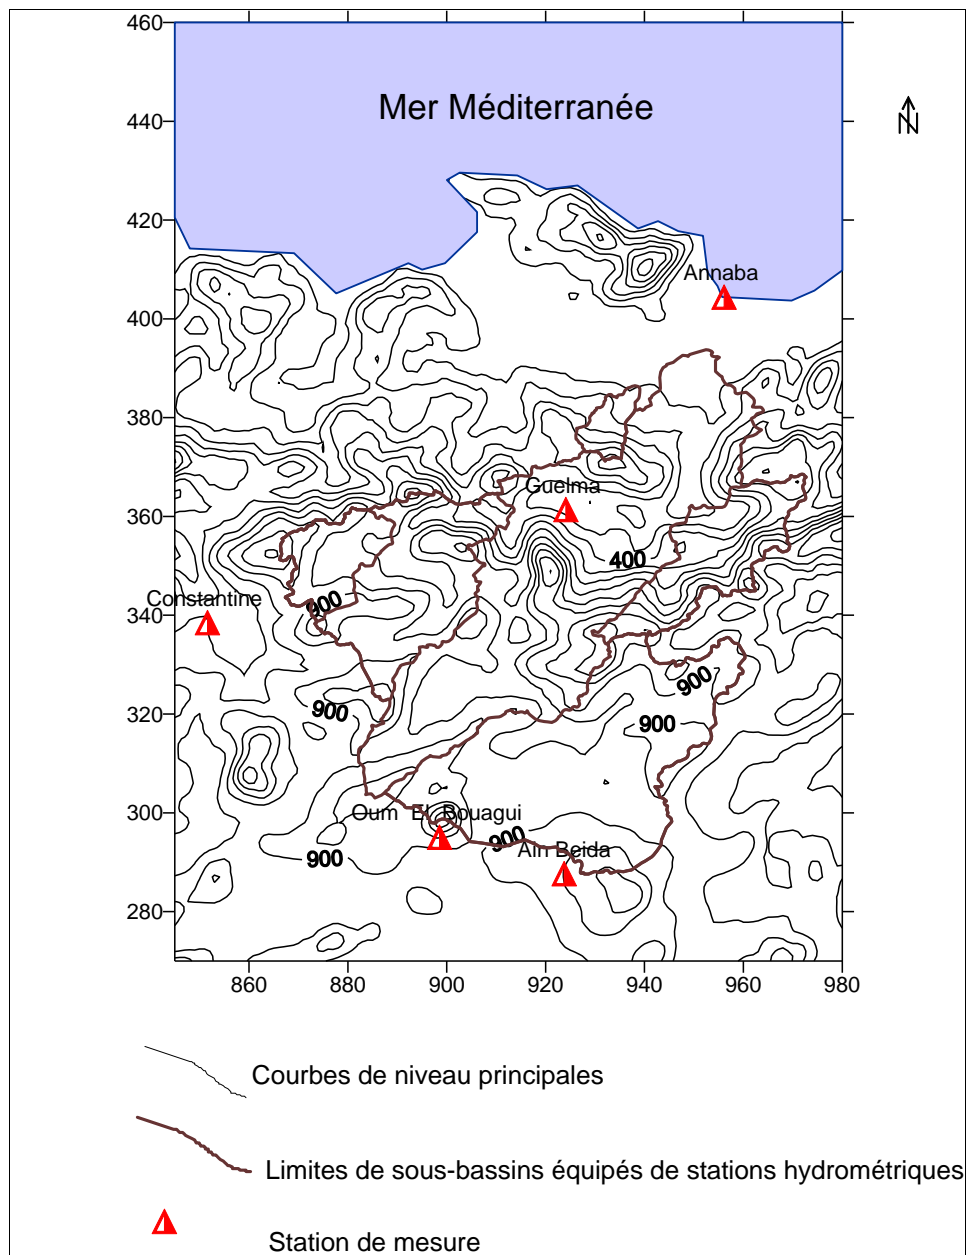 460
440
420
400
380
360
340
320
300
280
860
880
900
920
940
960
980
Mer Méditerranée
N
Annaba
Guelma
400
Constantine
900
900
900
900
Oum El Bouagui
900
900
Ain Beida
Courbes de niveau principales
Limites de sous-bassins équipés de stations hydrométriques
Station de mesure